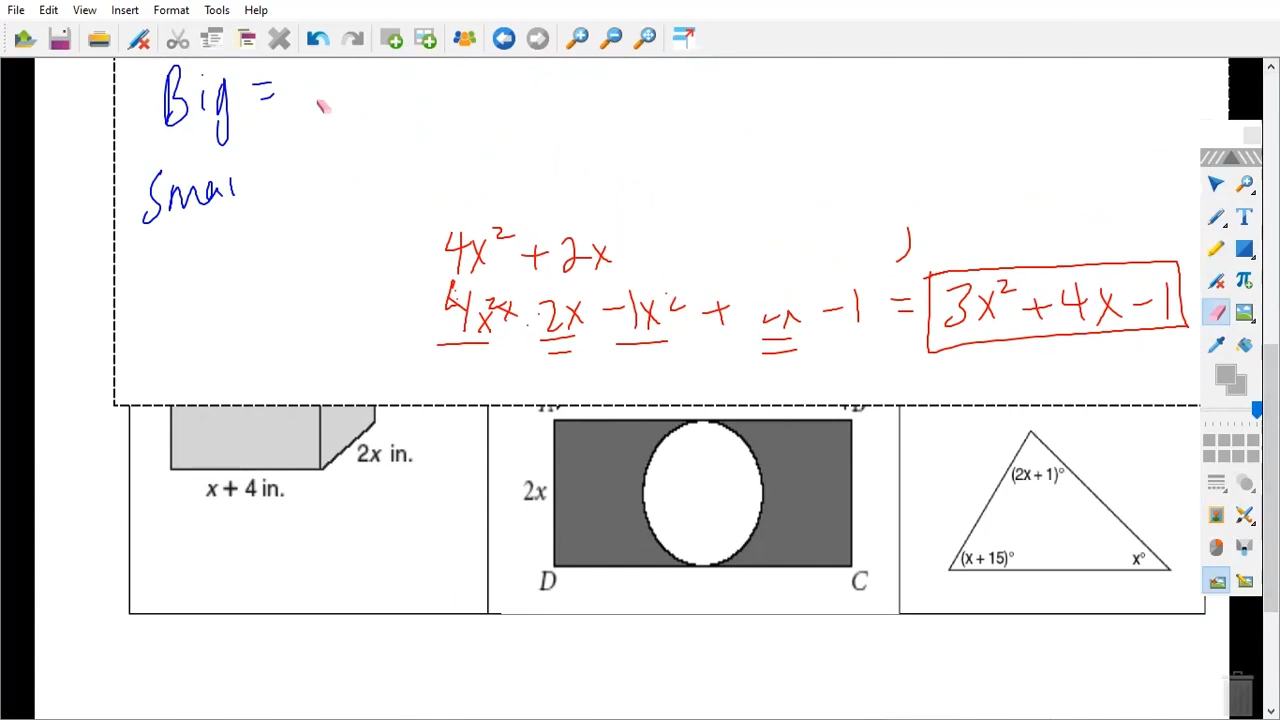 File Edit View Insert Format Tools Help
Big =
Smal
4x² + 2x )
4x² 2x -1x² + -1 = 3x² + 4x -1
2x in.
x + 4 in.
2x
D C
(2x + 1)°
(x + 15)° x°